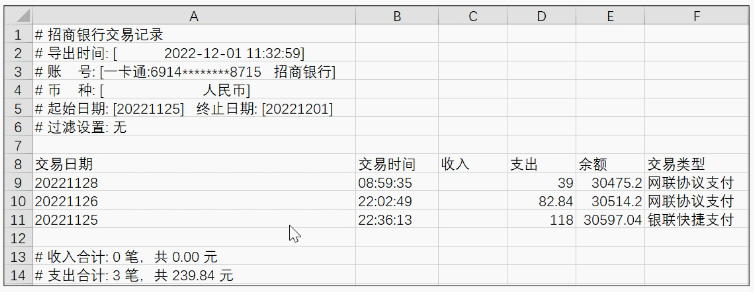 A B C D E F
1 # 招商银行交易记录
2 # 导出时间: [ 2022-12-01 11:32:59]
3 # 账 号: [一卡通:6914********8715 招商银行]
4 # 币 种: [ 人民币]
5 # 起始日期: [20221125] 终止日期: [20221201]
6 # 过滤设置: 无
7
8 交易日期 交易时间 收入 支出 余额 交易类型
9 20221128 08:59:35 39 30475.2 网联协议支付
10 20221126 22:02:49 82.84 30514.2 网联协议支付
11 20221125 22:36:13 118 30597.04 银联快捷支付
12
13 # 收入合计: 0 笔，共 0.00 元
14 # 支出合计: 3 笔，共 239.84 元